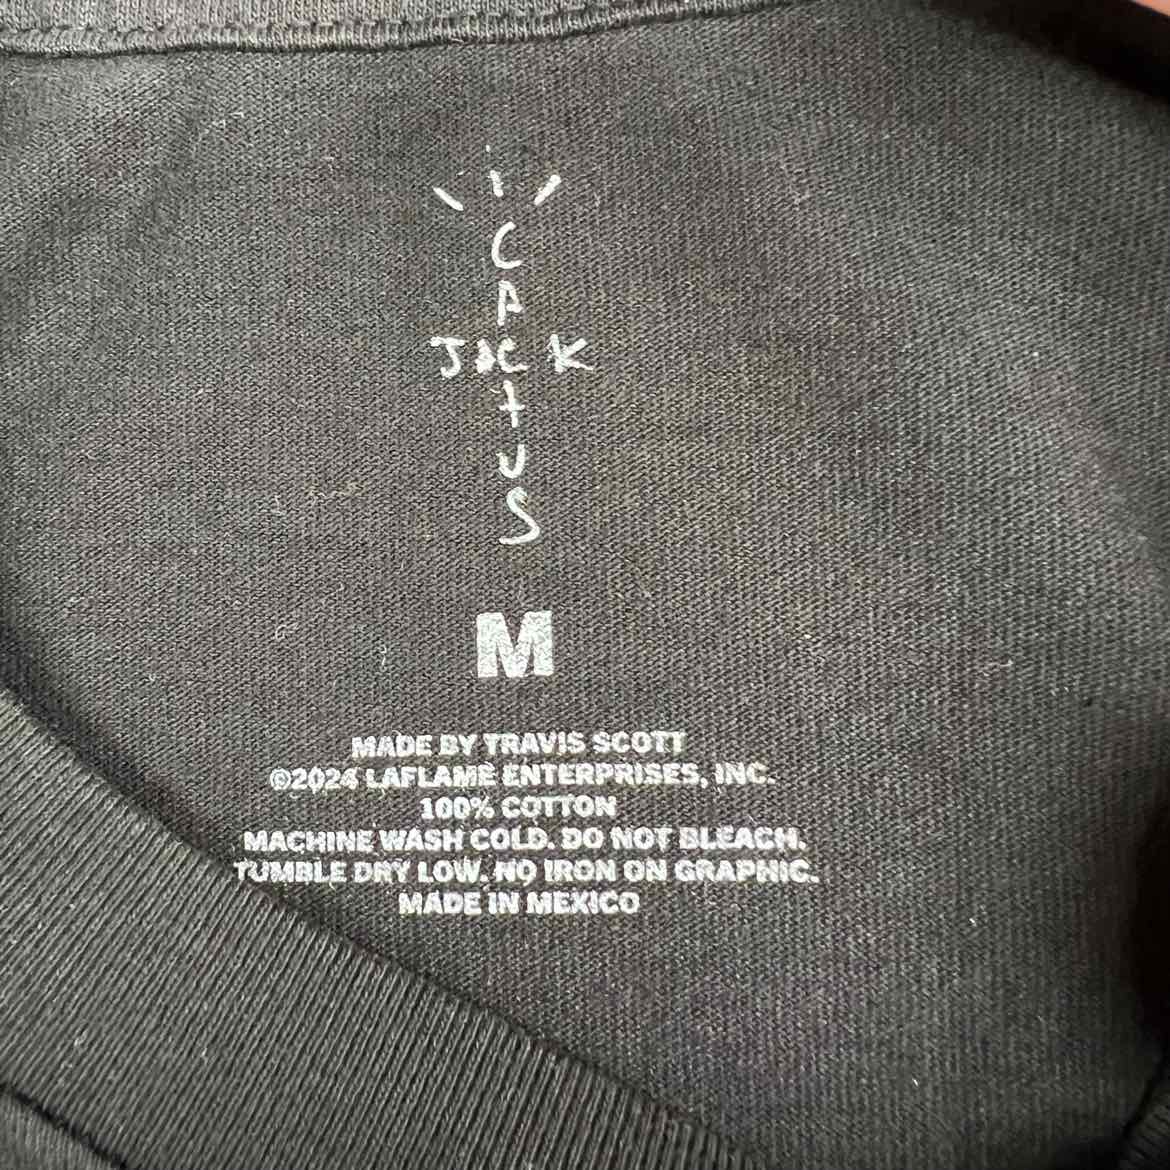 CACTUS
JACK
M
MADE BY TRAVIS SCOTT
©2024 LAFLAME ENTERPRISES, INC.
100% COTTON
MACHINE WASH COLD. DO NOT BLEACH.
TUMBLE DRY LOW. NO IRON ON GRAPHIC.
MADE IN MEXICO